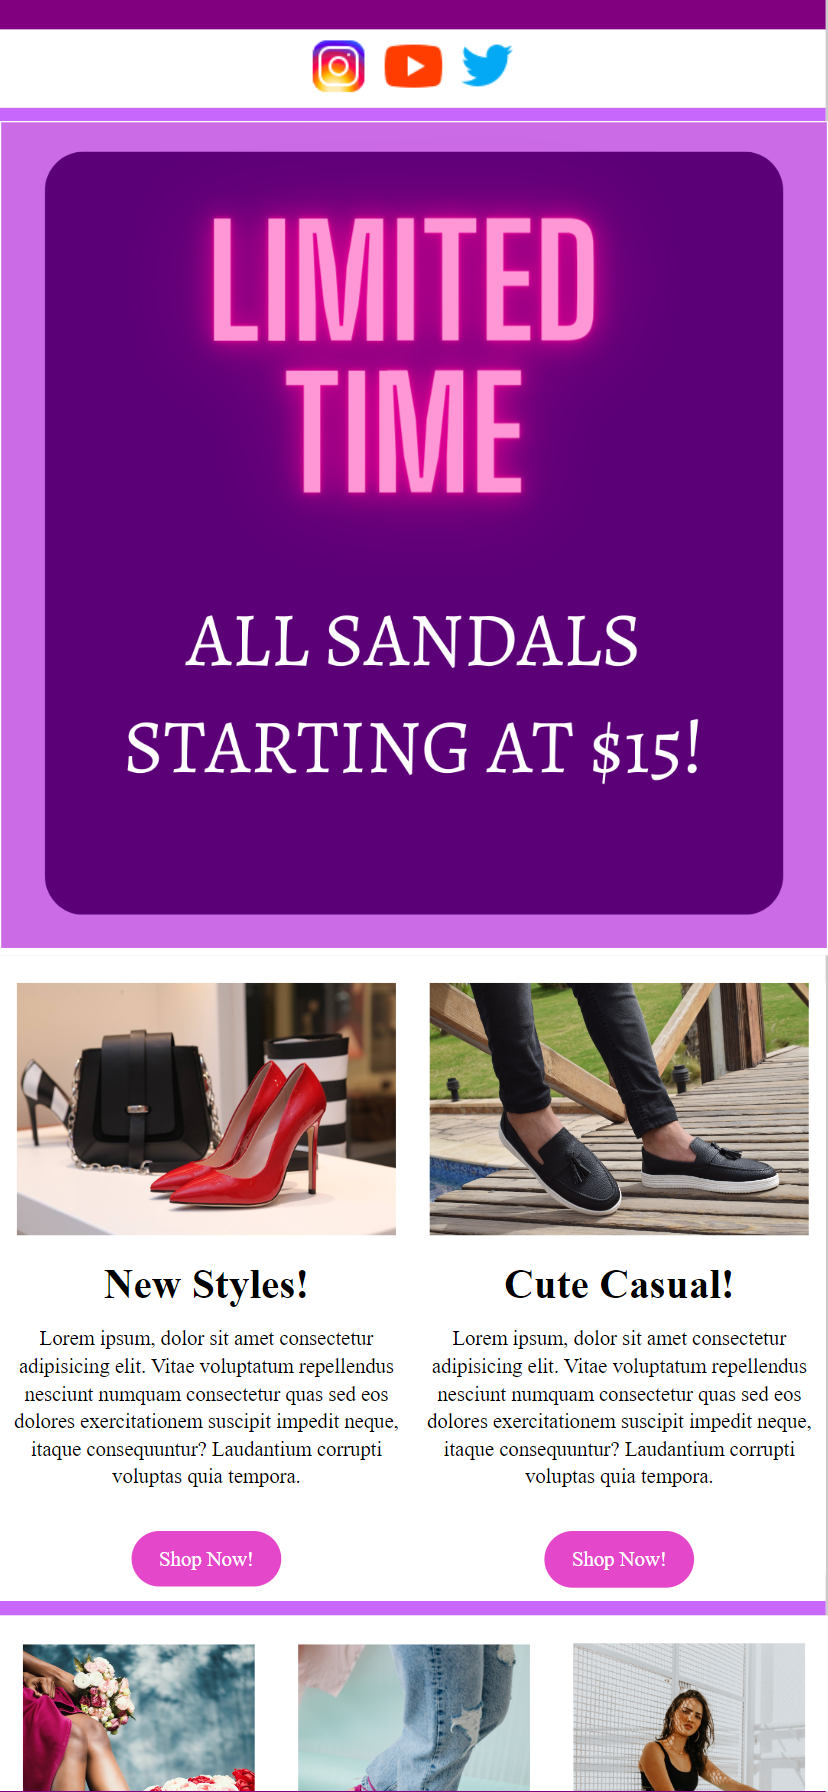 LIMITED
TIME
ALL SANDALS
STARTING AT $15!
New Styles!
Lorem ipsum, dolor sit amet consectetur
adipisicing elit. Vitae voluptatum repellendus
nesciunt numquam consectetur quas sed eos
dolores exercitationem suscipit impedit neque,
itaque consequuntur? Laudantium corrupti
voluptas quia tempora.
Shop Now!
Cute Casual!
Lorem ipsum, dolor sit amet consectetur
adipisicing elit. Vitae voluptatum repellendus
nesciunt numquam consectetur quas sed eos
dolores exercitationem suscipit impedit neque,
itaque consequuntur? Laudantium corrupti
voluptas quia tempora.
Shop Now!